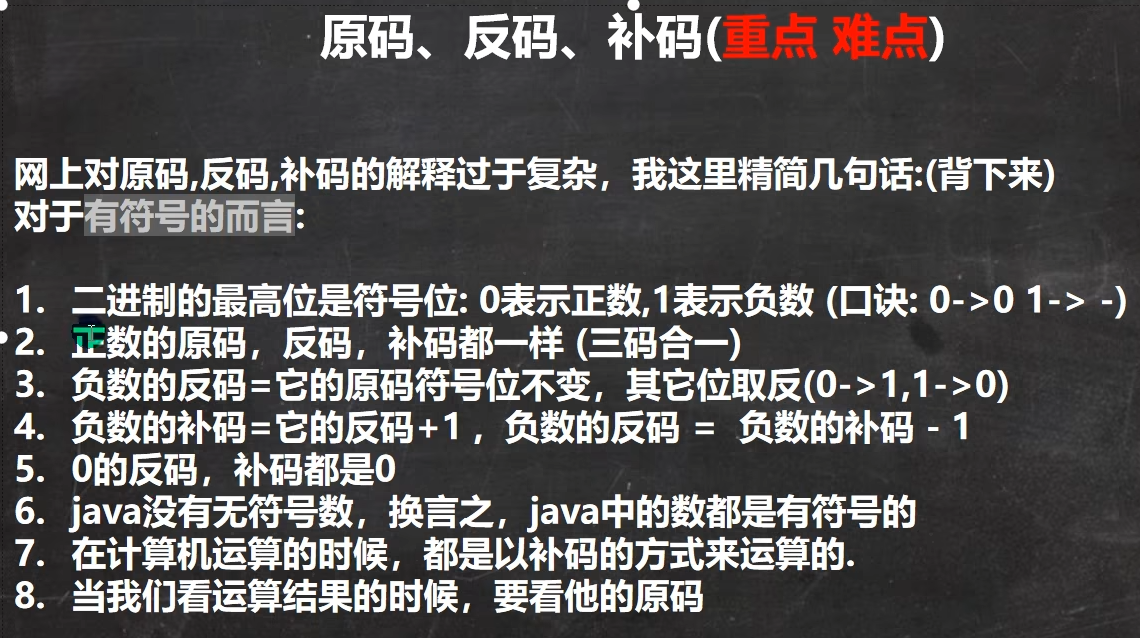 原码、反码、补码(重点 难点)
网上对原码,反码,补码的解释过于复杂，我这里精简几句话:(背下来)
对于有符号的而言:
1. 二进制的最高位是符号位: 0表示正数,1表示负数 (口诀: 0->0 1-> -)
2. 正数的原码，反码，补码都一样 (三码合一)
3. 负数的反码=它的原码符号位不变，其它位取反(0->1,1->0)
4. 负数的补码=它的反码+1，负数的反码 = 负数的补码 - 1
5. 0的反码，补码都是0
6. java没有无符号数，换言之，java中的数都是有符号的
7. 在计算机运算的时候，都是以补码的方式来运算的.
8. 当我们看运算结果的时候，要看他的原码